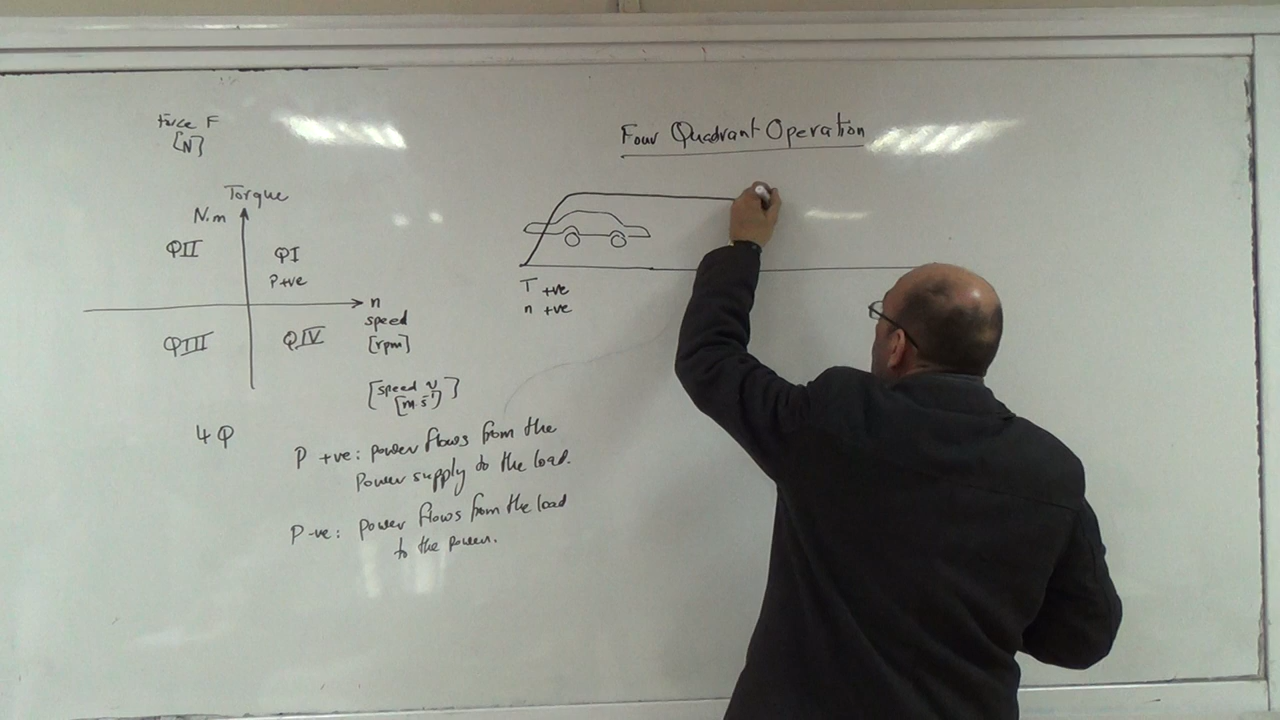 Four Quadrant Operation
Force F
[N]
Torque
N.m
QII
QI
P+ve
n
speed
[rpm]
QIII
QIV
[speed v
[m.s⁻¹]]
4Q
T +ve
n +ve
P +ve: power flows from the
Power supply to the load.
P -ve: power flows from the load
to the power.